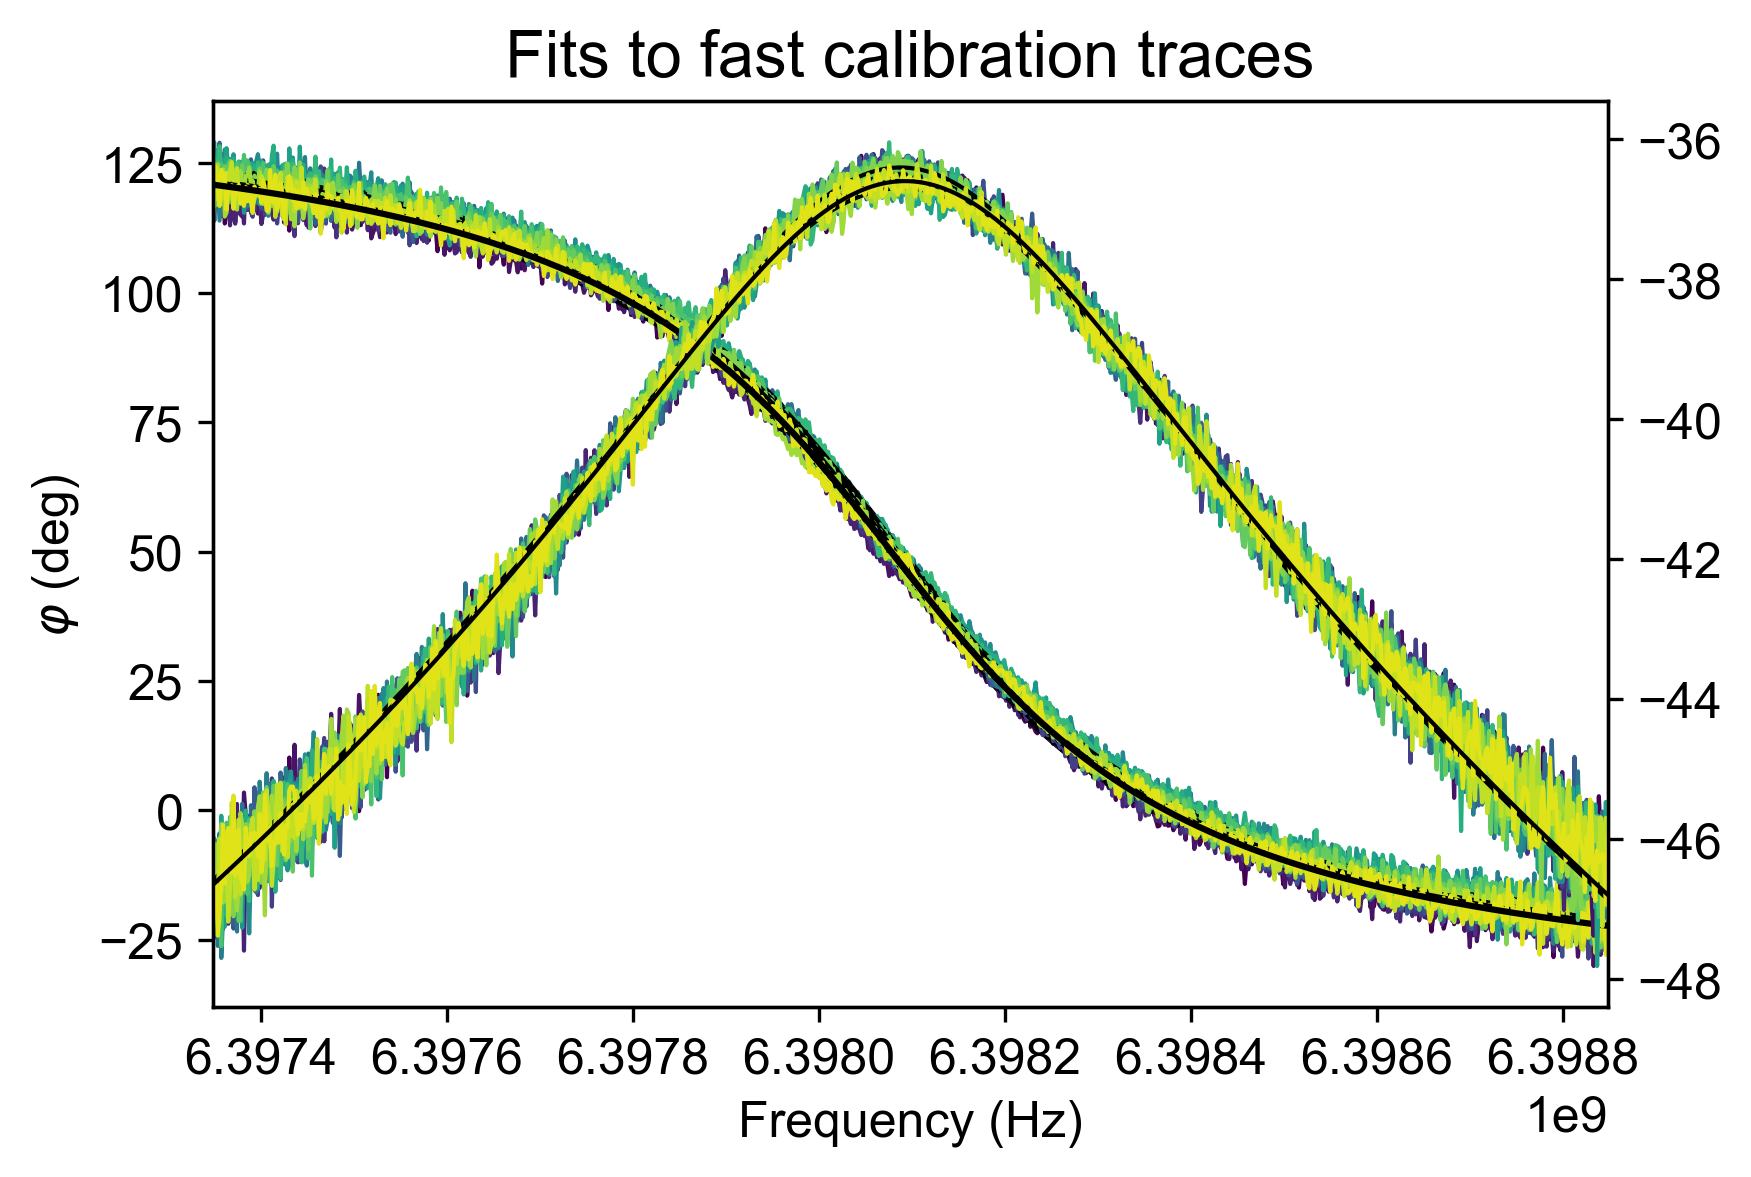 Fits to fast calibration traces
125
100
75
50
25
0
−25
φ (deg)
−36
−38
−40
−42
−44
−46
−48
6.3974 6.3976 6.3978 6.3980 6.3982 6.3984 6.3986 6.3988
Frequency (Hz)
1e9